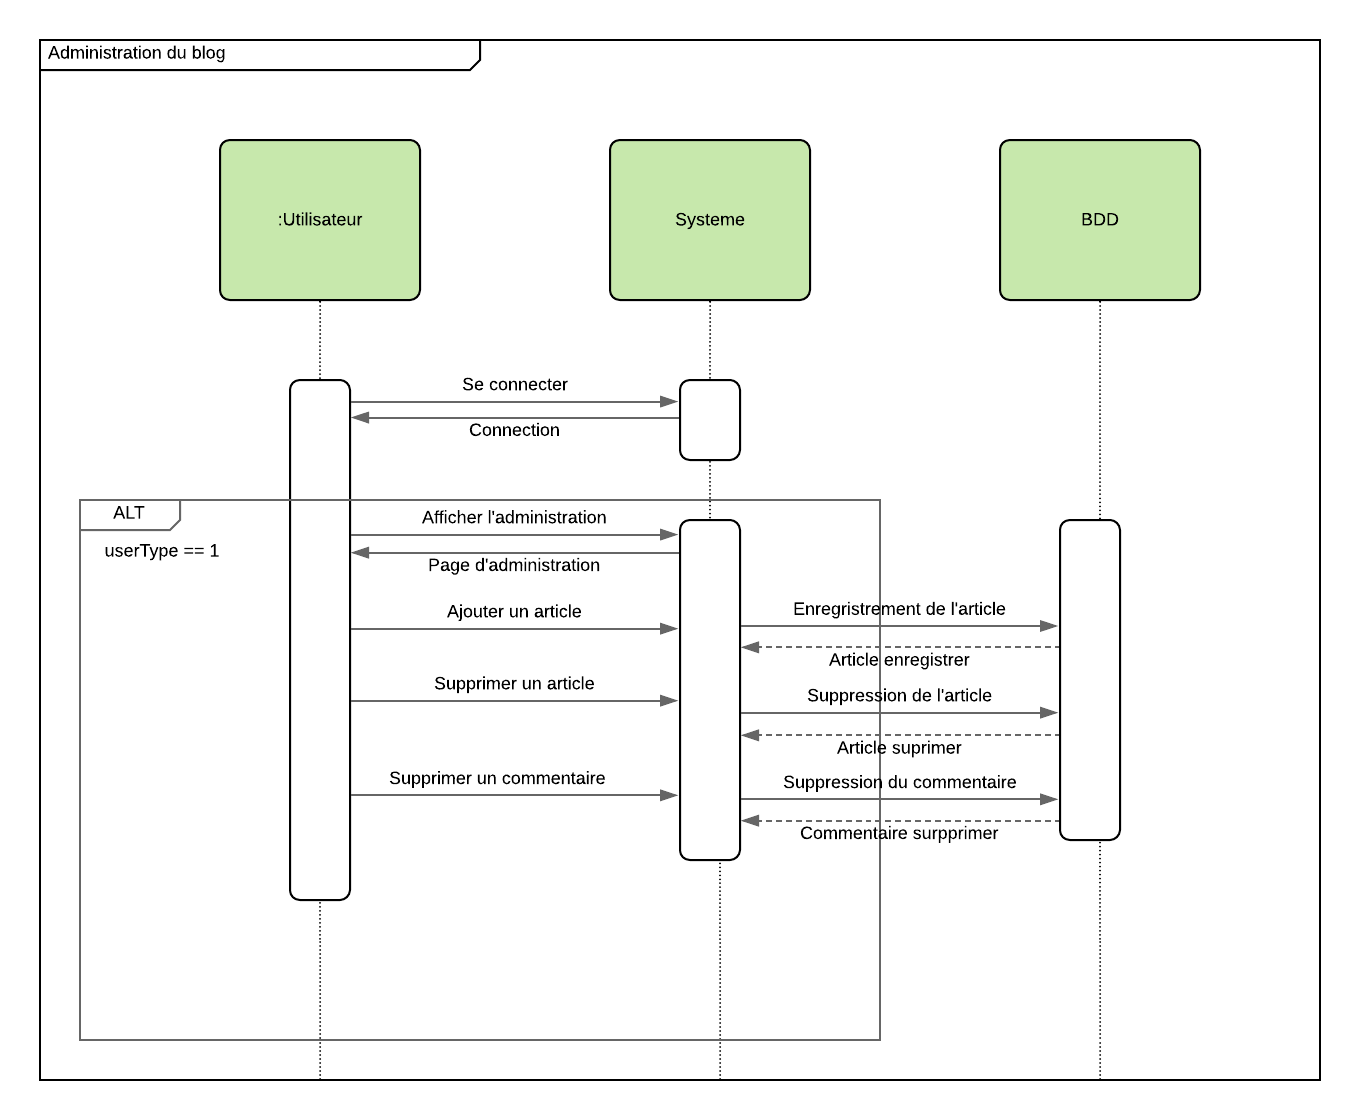 Administration du blog
:Utilisateur
Systeme
BDD
Se connecter
Connection
ALT
userType == 1
Afficher l'administration
Page d'administration
Ajouter un article
Enregristrement de l'article
Article enregistrer
Supprimer un article
Suppression de l'article
Article suprimer
Supprimer un commentaire
Suppression du commentaire
Commentaire surpprimer